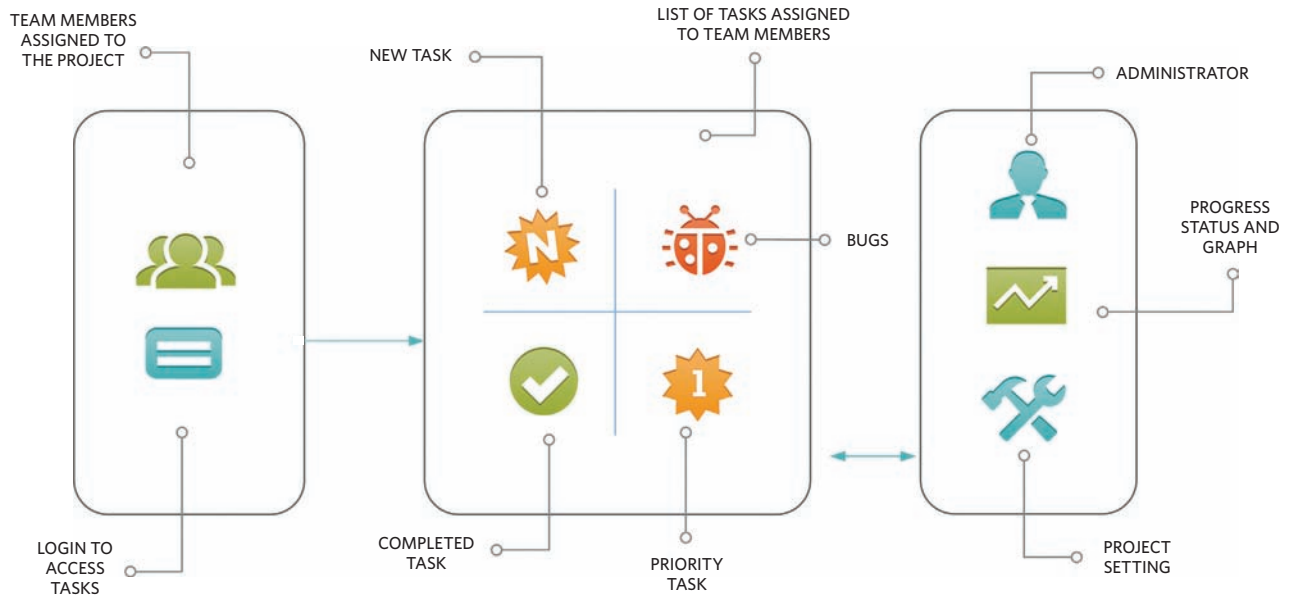 TEAM MEMBERS
ASSIGNED TO
THE PROJECT
NEW TASK
LIST OF TASKS ASSIGNED
TO TEAM MEMBERS
ADMINISTRATOR
N
BUGS
PROGRESS
STATUS AND
GRAPH
1
LOGIN TO
ACCESS
TASKS
COMPLETED
TASK
PRIORITY
TASK
PROJECT
SETTING